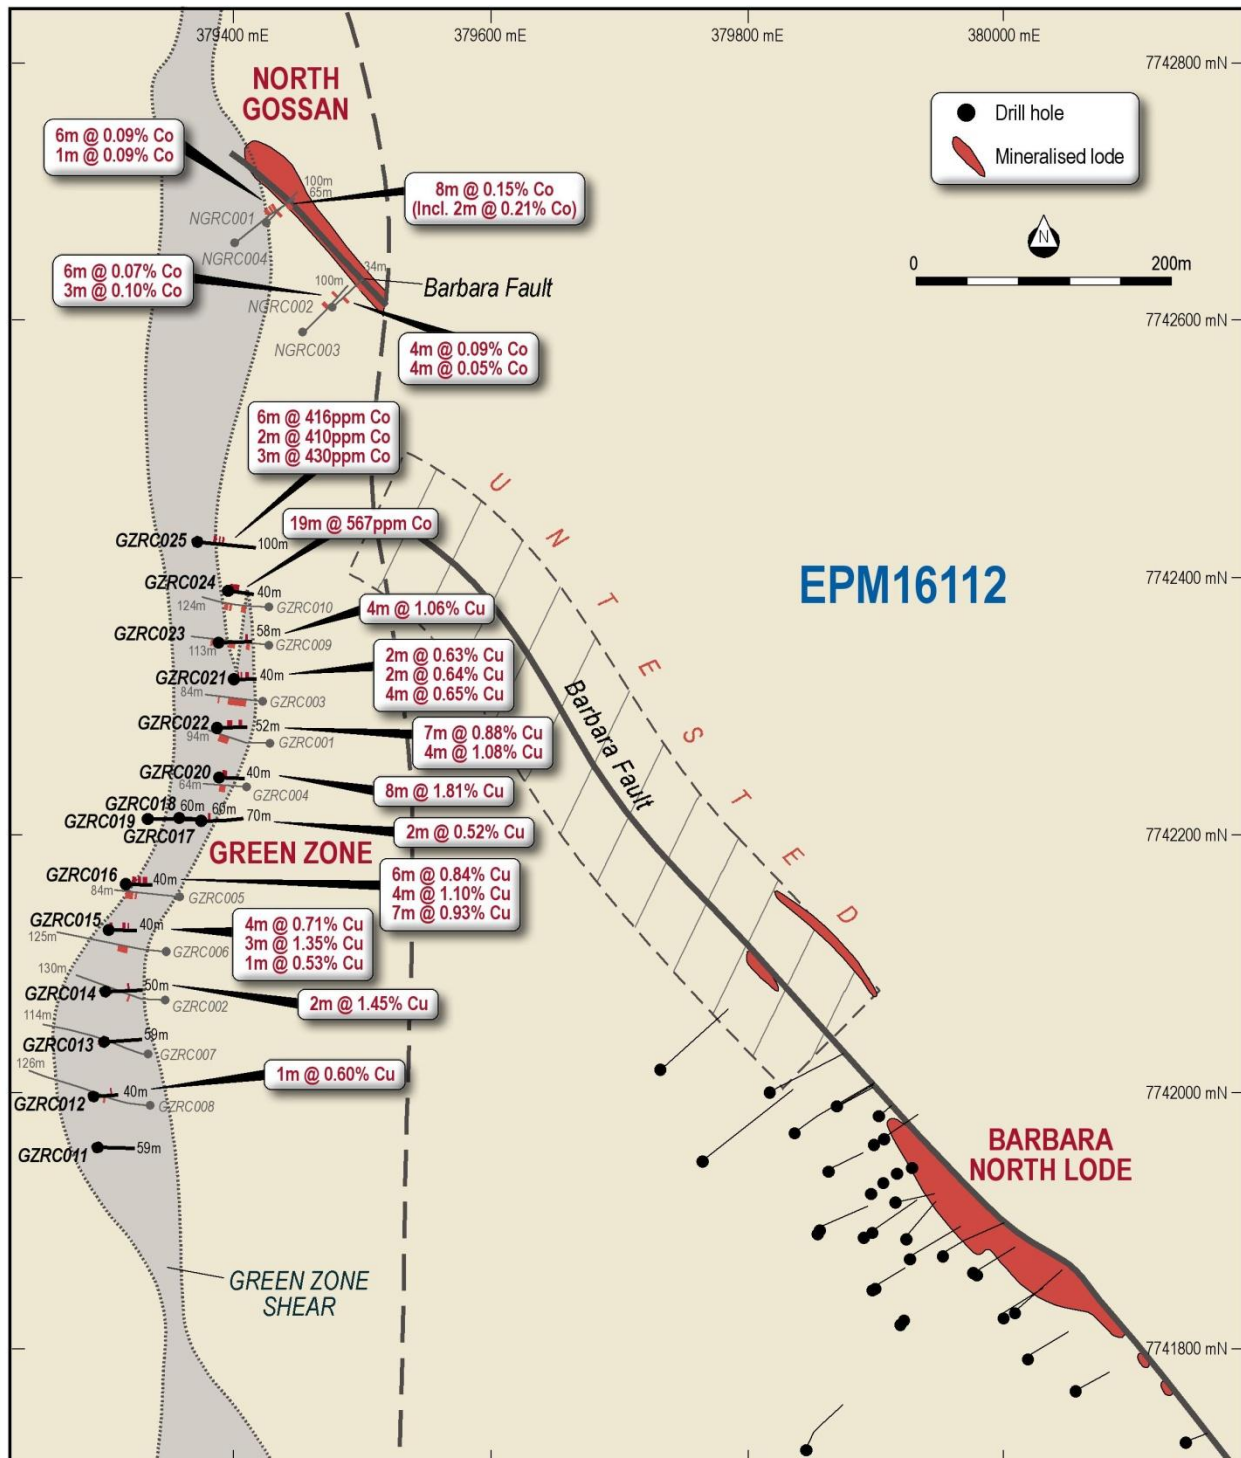 379400 mE
379600 mE
379800 mE
380000 mE
7742800 mN
NORTH
GOSSAN
Drill hole
Mineralised lode
6m @ 0.09% Co
1m @ 0.09% Co
100m
65m
8m @ 0.15% Co
(Incl. 2m @ 0.21% Co)
NGRC001
NGRC004
N
0
200m
6m @ 0.07% Co
3m @ 0.10% Co
34m
100m
Barbara Fault
NGRC002
NGRC003
7742600 mN
4m @ 0.09% Co
4m @ 0.05% Co
6m @ 416ppm Co
2m @ 410ppm Co
3m @ 430ppm Co
UNTESTED
19m @ 567ppm Co
GZRC025
100m
EPM16112
7742400 mN
GZRC024
40m
124m
GZRC010
4m @ 1.06% Cu
GZRC023
58m
113m
GZRC009
2m @ 0.63% Cu
2m @ 0.64% Cu
4m @ 0.65% Cu
GZRC021
40m
84m
GZRC003
Barbara Fault
GZRC022
52m
94m
GZRC001
7m @ 0.88% Cu
4m @ 1.08% Cu
GZRC020
40m
64m
GZRC004
8m @ 1.81% Cu
GZRC018
60m
60m
70m
GZRC019
GZRC017
2m @ 0.52% Cu
7742200 mN
GREEN ZONE
GZRC016
40m
84m
GZRC005
6m @ 0.84% Cu
4m @ 1.10% Cu
7m @ 0.93% Cu
GZRC015
40m
125m
GZRC006
4m @ 0.71% Cu
3m @ 1.35% Cu
1m @ 0.53% Cu
130m
GZRC014
50m
GZRC002
2m @ 1.45% Cu
114m
GZRC013
59m
GZRC007
126m
GZRC012
40m
GZRC008
1m @ 0.60% Cu
7742000 mN
GZRC011
59m
BARBARA
NORTH LODE
GREEN ZONE
SHEAR
7741800 mN